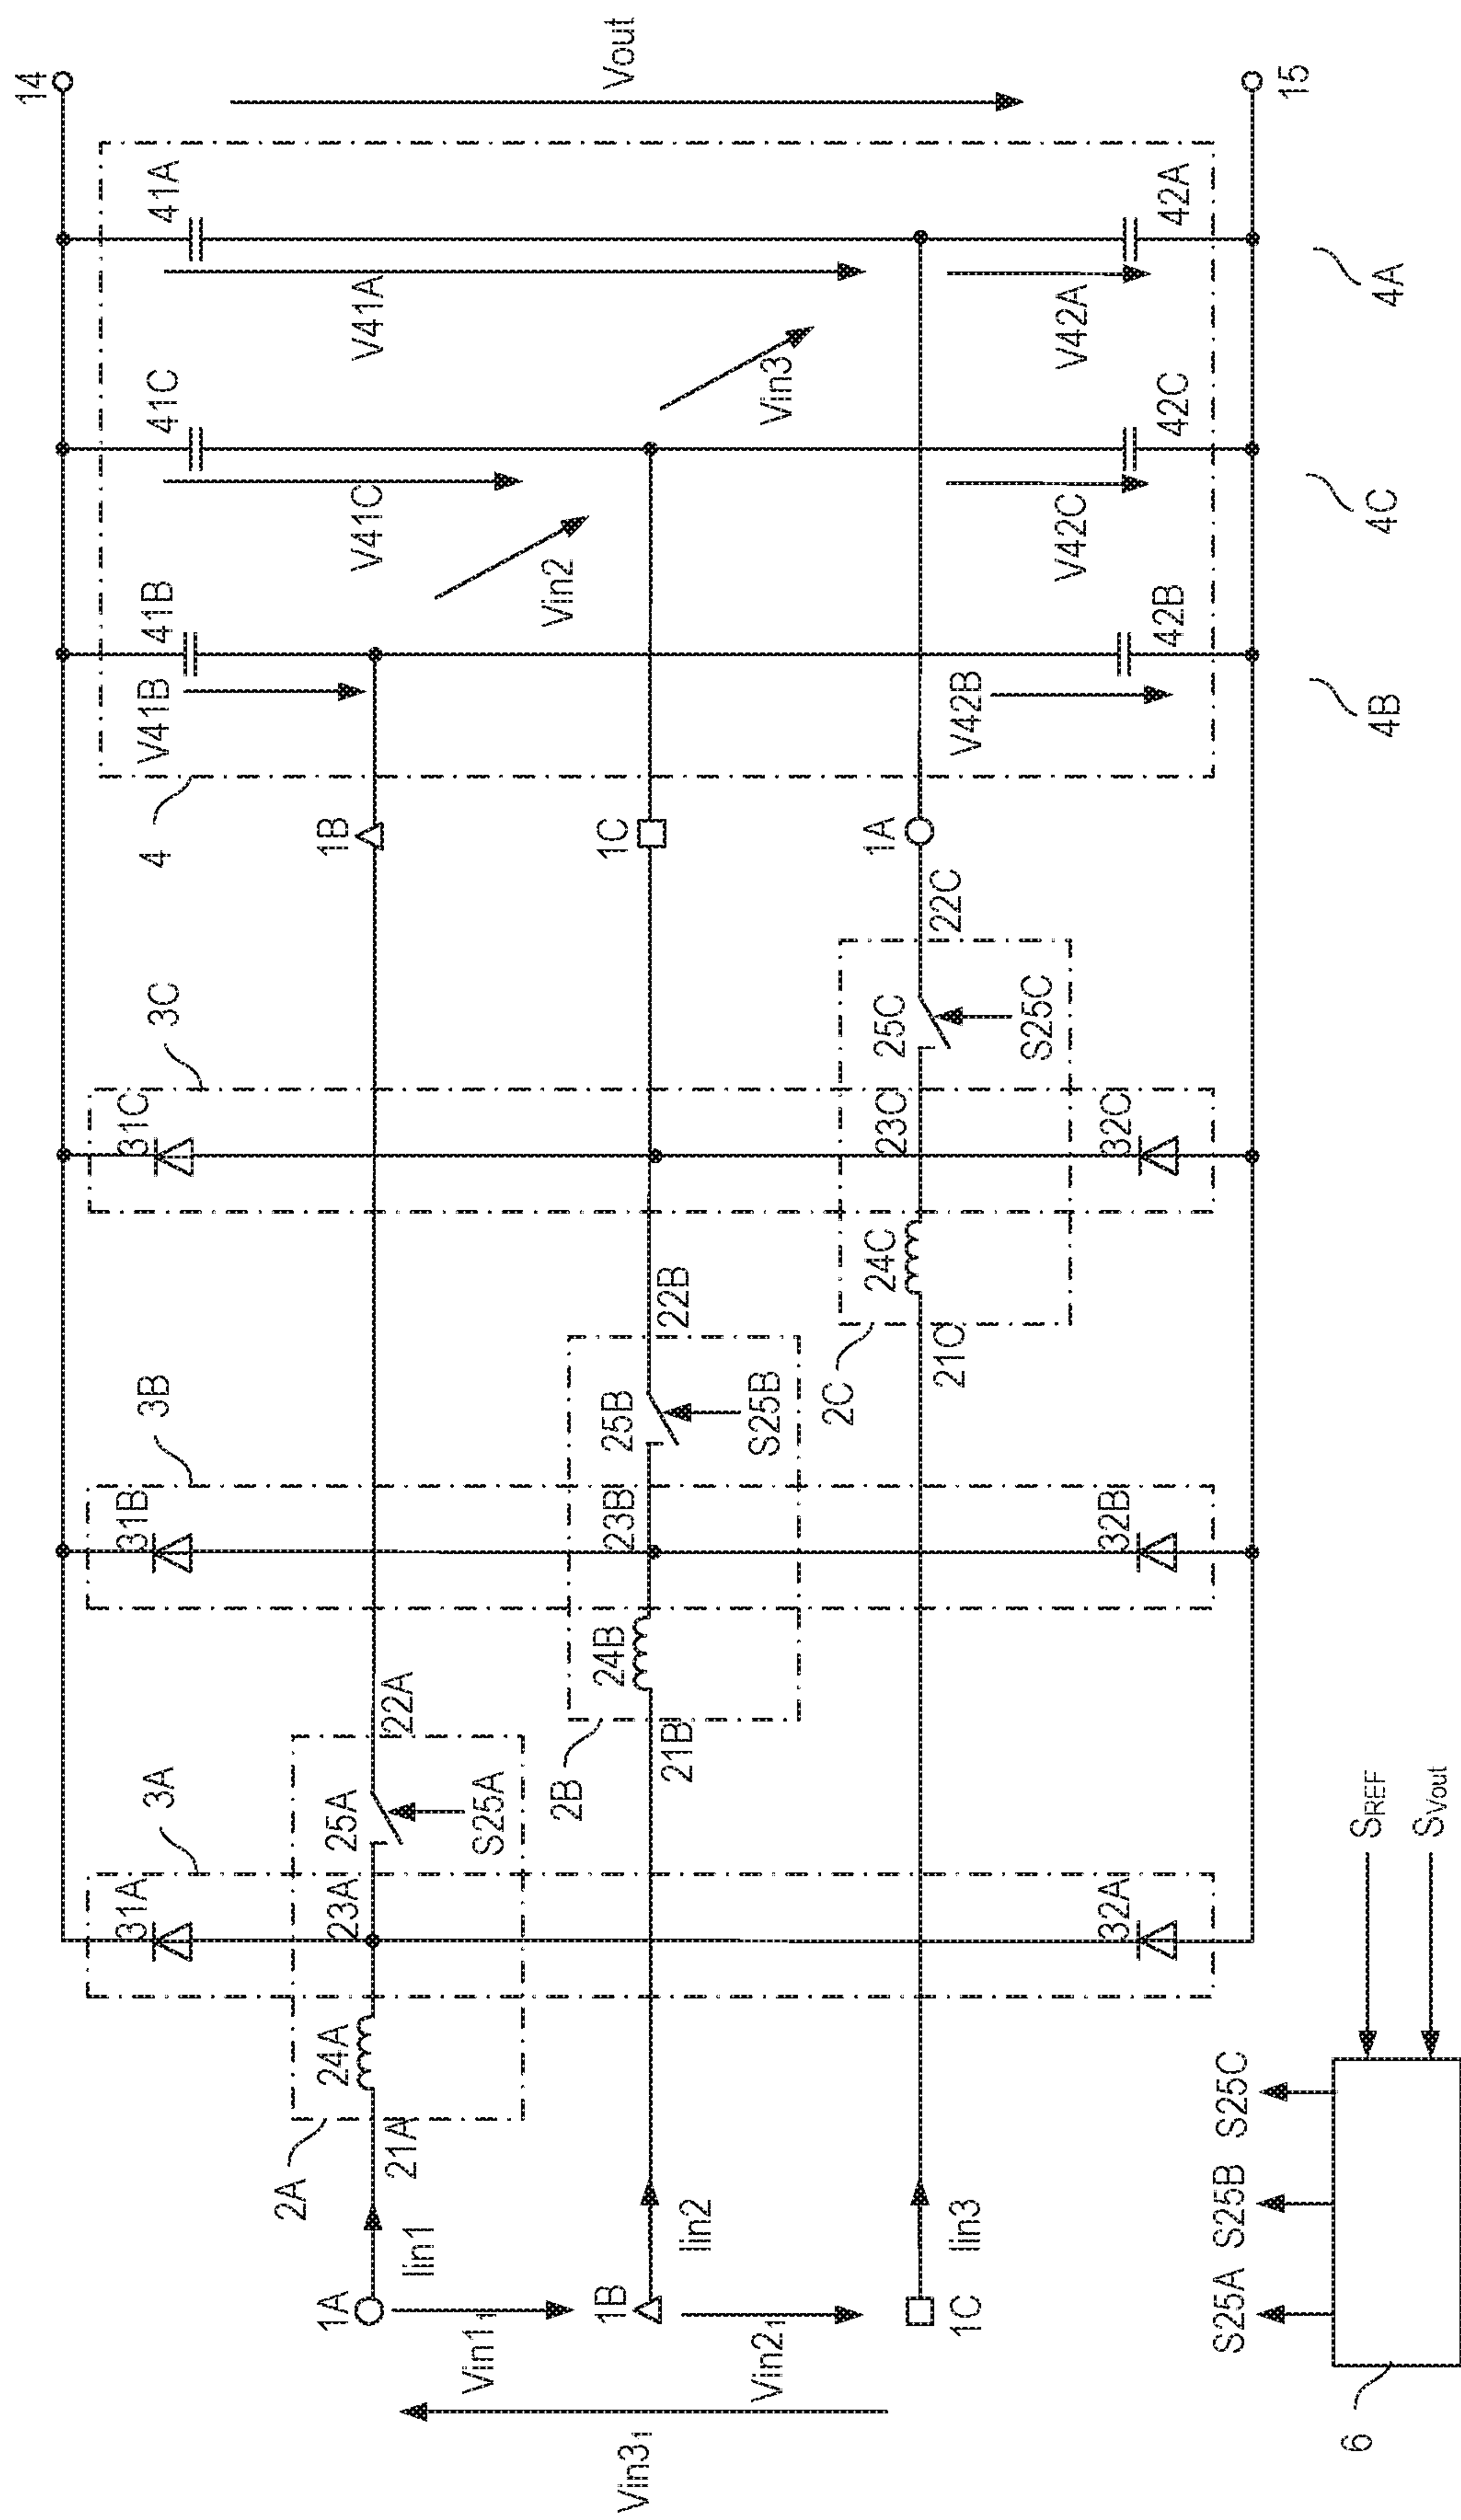 14
Vout
15
41A
V41A
42A
V42A
4A
Vin3
41C
V41C
42C
V42C
4C
Vin2
41B
V41B
42B
V42B
4B
4
1B
1C
1A
3C
22C
25C
S25C
31C
23C
32C
24C
2C
21C
22B
3B
25B
S25B
31B
23B
32B
24B
2B
21B
22A
3A
25A
S25A
31A
23A
32A
24A
2A
21A
Iin1
Iin2
Iin3
1A
1B
1C
Vin1₁
Vin2₁
Vin3₁
SREF
SVout
S25A
S25B
S25C
6